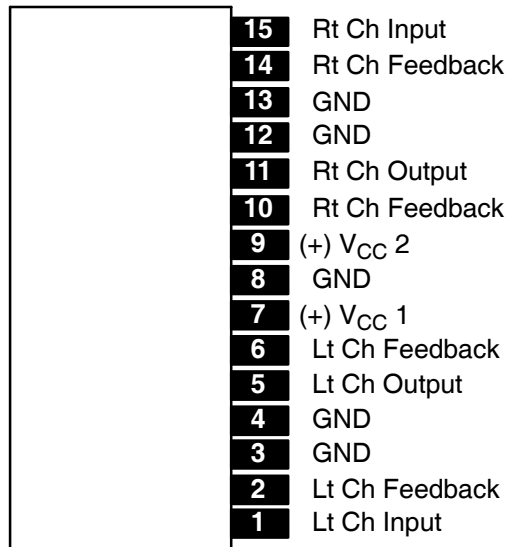 15 Rt Ch Input
14 Rt Ch Feedback
13 GND
12 GND
11 Rt Ch Output
10 Rt Ch Feedback
9 (+) VCC 2
8 GND
7 (+) VCC 1
6 Lt Ch Feedback
5 Lt Ch Output
4 GND
3 GND
2 Lt Ch Feedback
1 Lt Ch Input